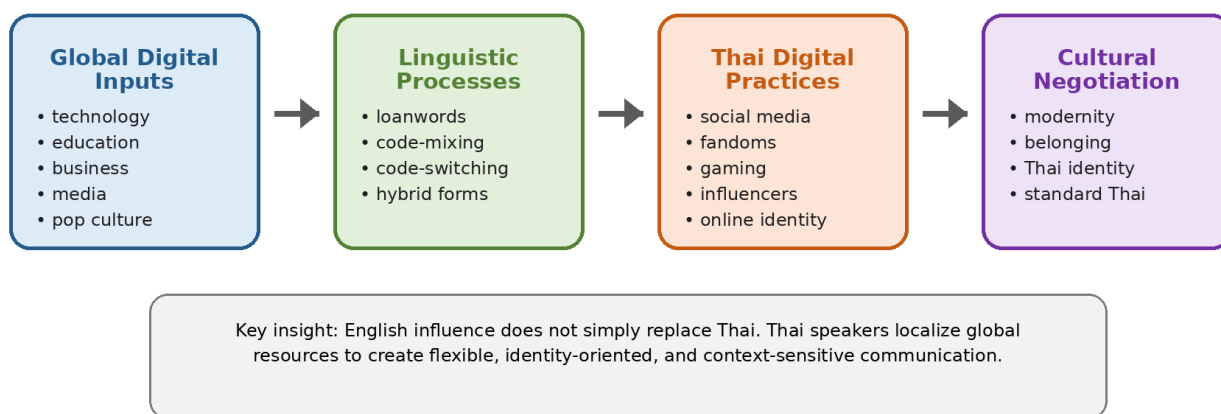 Global Digital
Inputs
• technology
• education
• business
• media
• pop culture
Linguistic
Processes
• loanwords
• code-mixing
• code-switching
• hybrid forms
Thai Digital
Practices
• social media
• fandoms
• gaming
• influencers
• online identity
Cultural
Negotiation
• modernity
• belonging
• Thai identity
• standard Thai
Key insight: English influence does not simply replace Thai. Thai speakers localize global
resources to create flexible, identity-oriented, and context-sensitive communication.